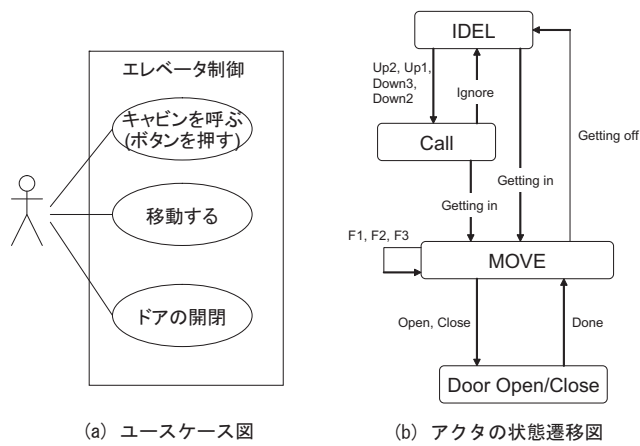 エレベータ制御
キャビンを呼ぶ
(ボタンを押す)
移動する
ドアの開閉
(a) ユースケース図
IDEL
Up2, Up1,
Down3,
Down2
Ignore
Call
Getting off
Getting in
Getting in
F1, F2, F3
MOVE
Open, Close
Done
Door Open/Close
(b) アクタの状態遷移図